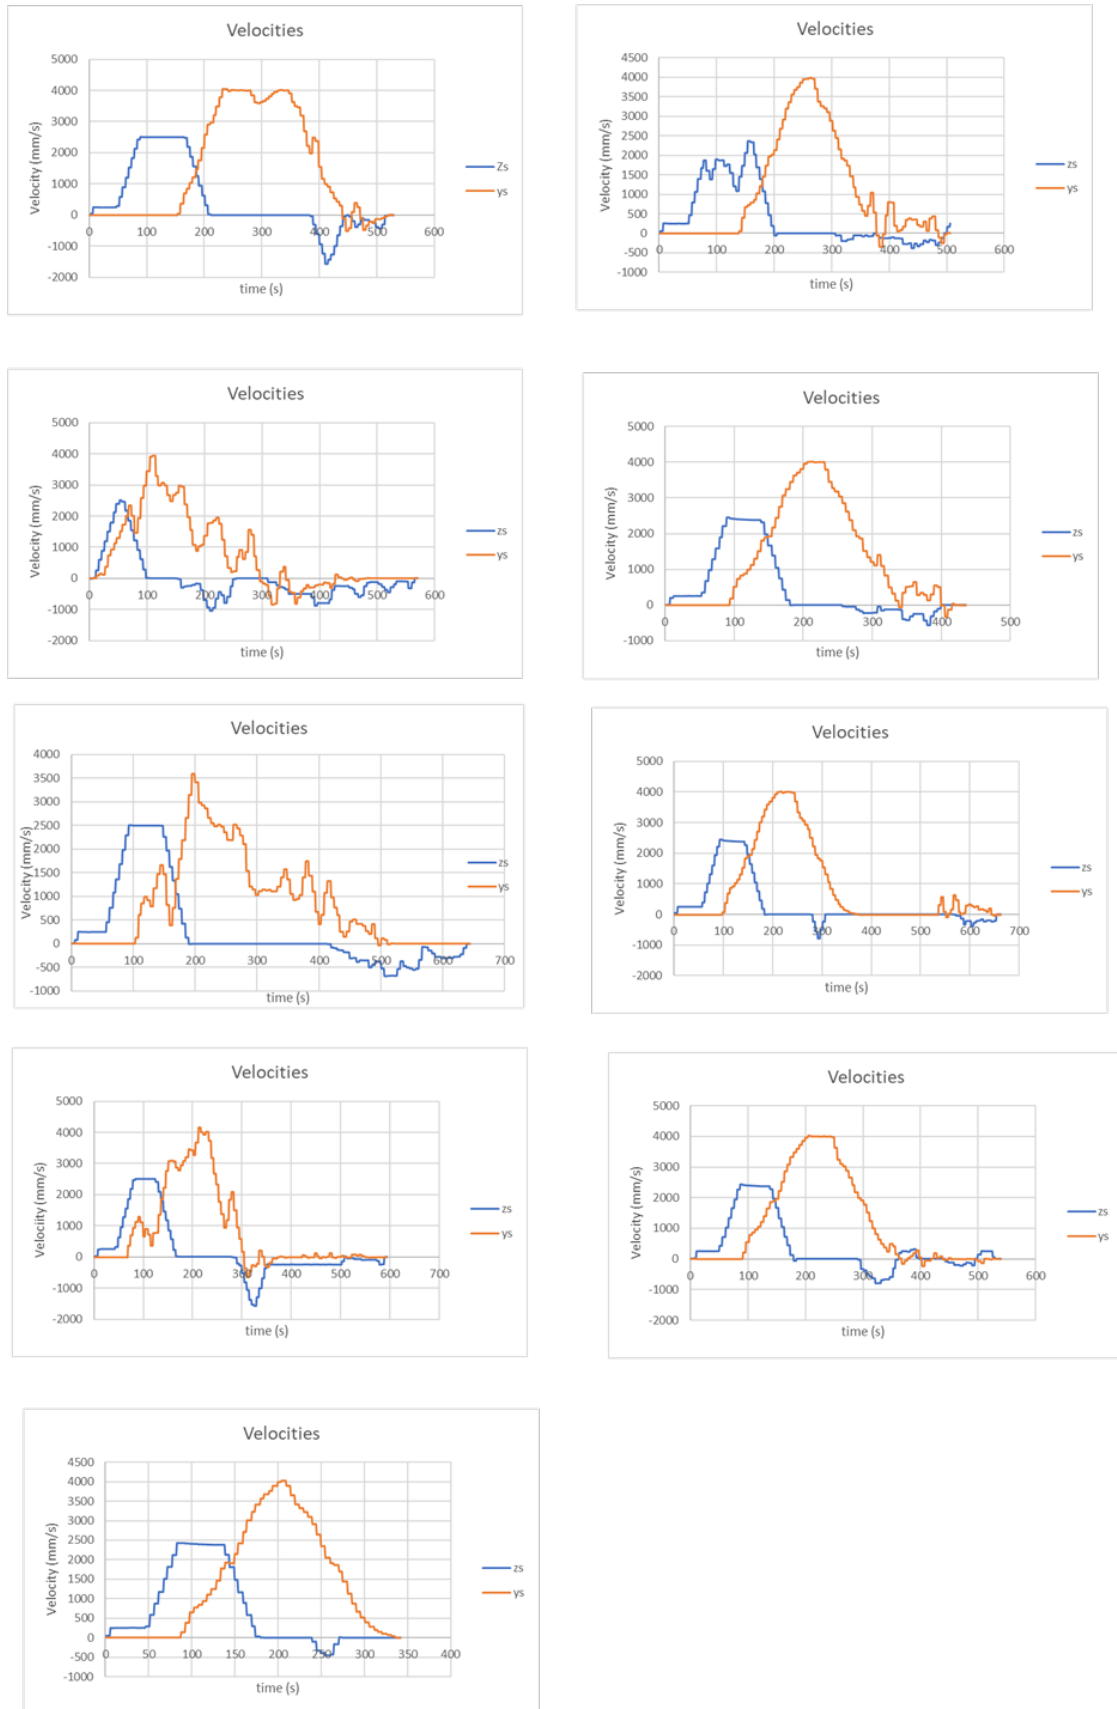 Velocities
5000
4000
3000
2000
1000
0
-1000
-2000
0 100 200 300 400 500 600
Velocity (mm/s)
time (s)
Zs
ys
Velocities
4500
4000
3500
3000
2500
2000
1500
1000
500
0
-500
-1000
0 100 200 300 400 500 600
Velocity (mm/s)
time (s)
zs
ys
Velocities
5000
4000
3000
2000
1000
0
-1000
-2000
0 100 200 300 400 500 600
Velocity (mm/s)
time (s)
zs
ys
Velocities
5000
4000
3000
2000
1000
0
-1000
0 100 200 300 400 500
Velocity (mm/s)
time (s)
zs
ys
Velocities
4000
3500
3000
2500
2000
1500
1000
500
0
-500
-1000
0 100 200 300 400 500 600 700
Velocity (mm/s)
time (s)
zs
ys
Velocities
5000
4000
3000
2000
1000
0
-1000
-2000
0 100 200 300 400 500 600 700
Velocity (mm/s)
time (s)
zs
ys
Velocities
5000
4000
3000
2000
1000
0
-1000
-2000
0 100 200 300 400 500 600 700
Velociity (mm/s)
time (s)
zs
ys
Velocities
5000
4000
3000
2000
1000
0
-1000
-2000
0 100 200 300 400 500 600
Velocity (mm/s)
time (s)
zs
ys
Velocities
4500
4000
3500
3000
2500
2000
1500
1000
500
0
-500
-1000
0 50 100 150 200 250 300 350 400
Velocity (mm/s)
time (s)
zs
ys